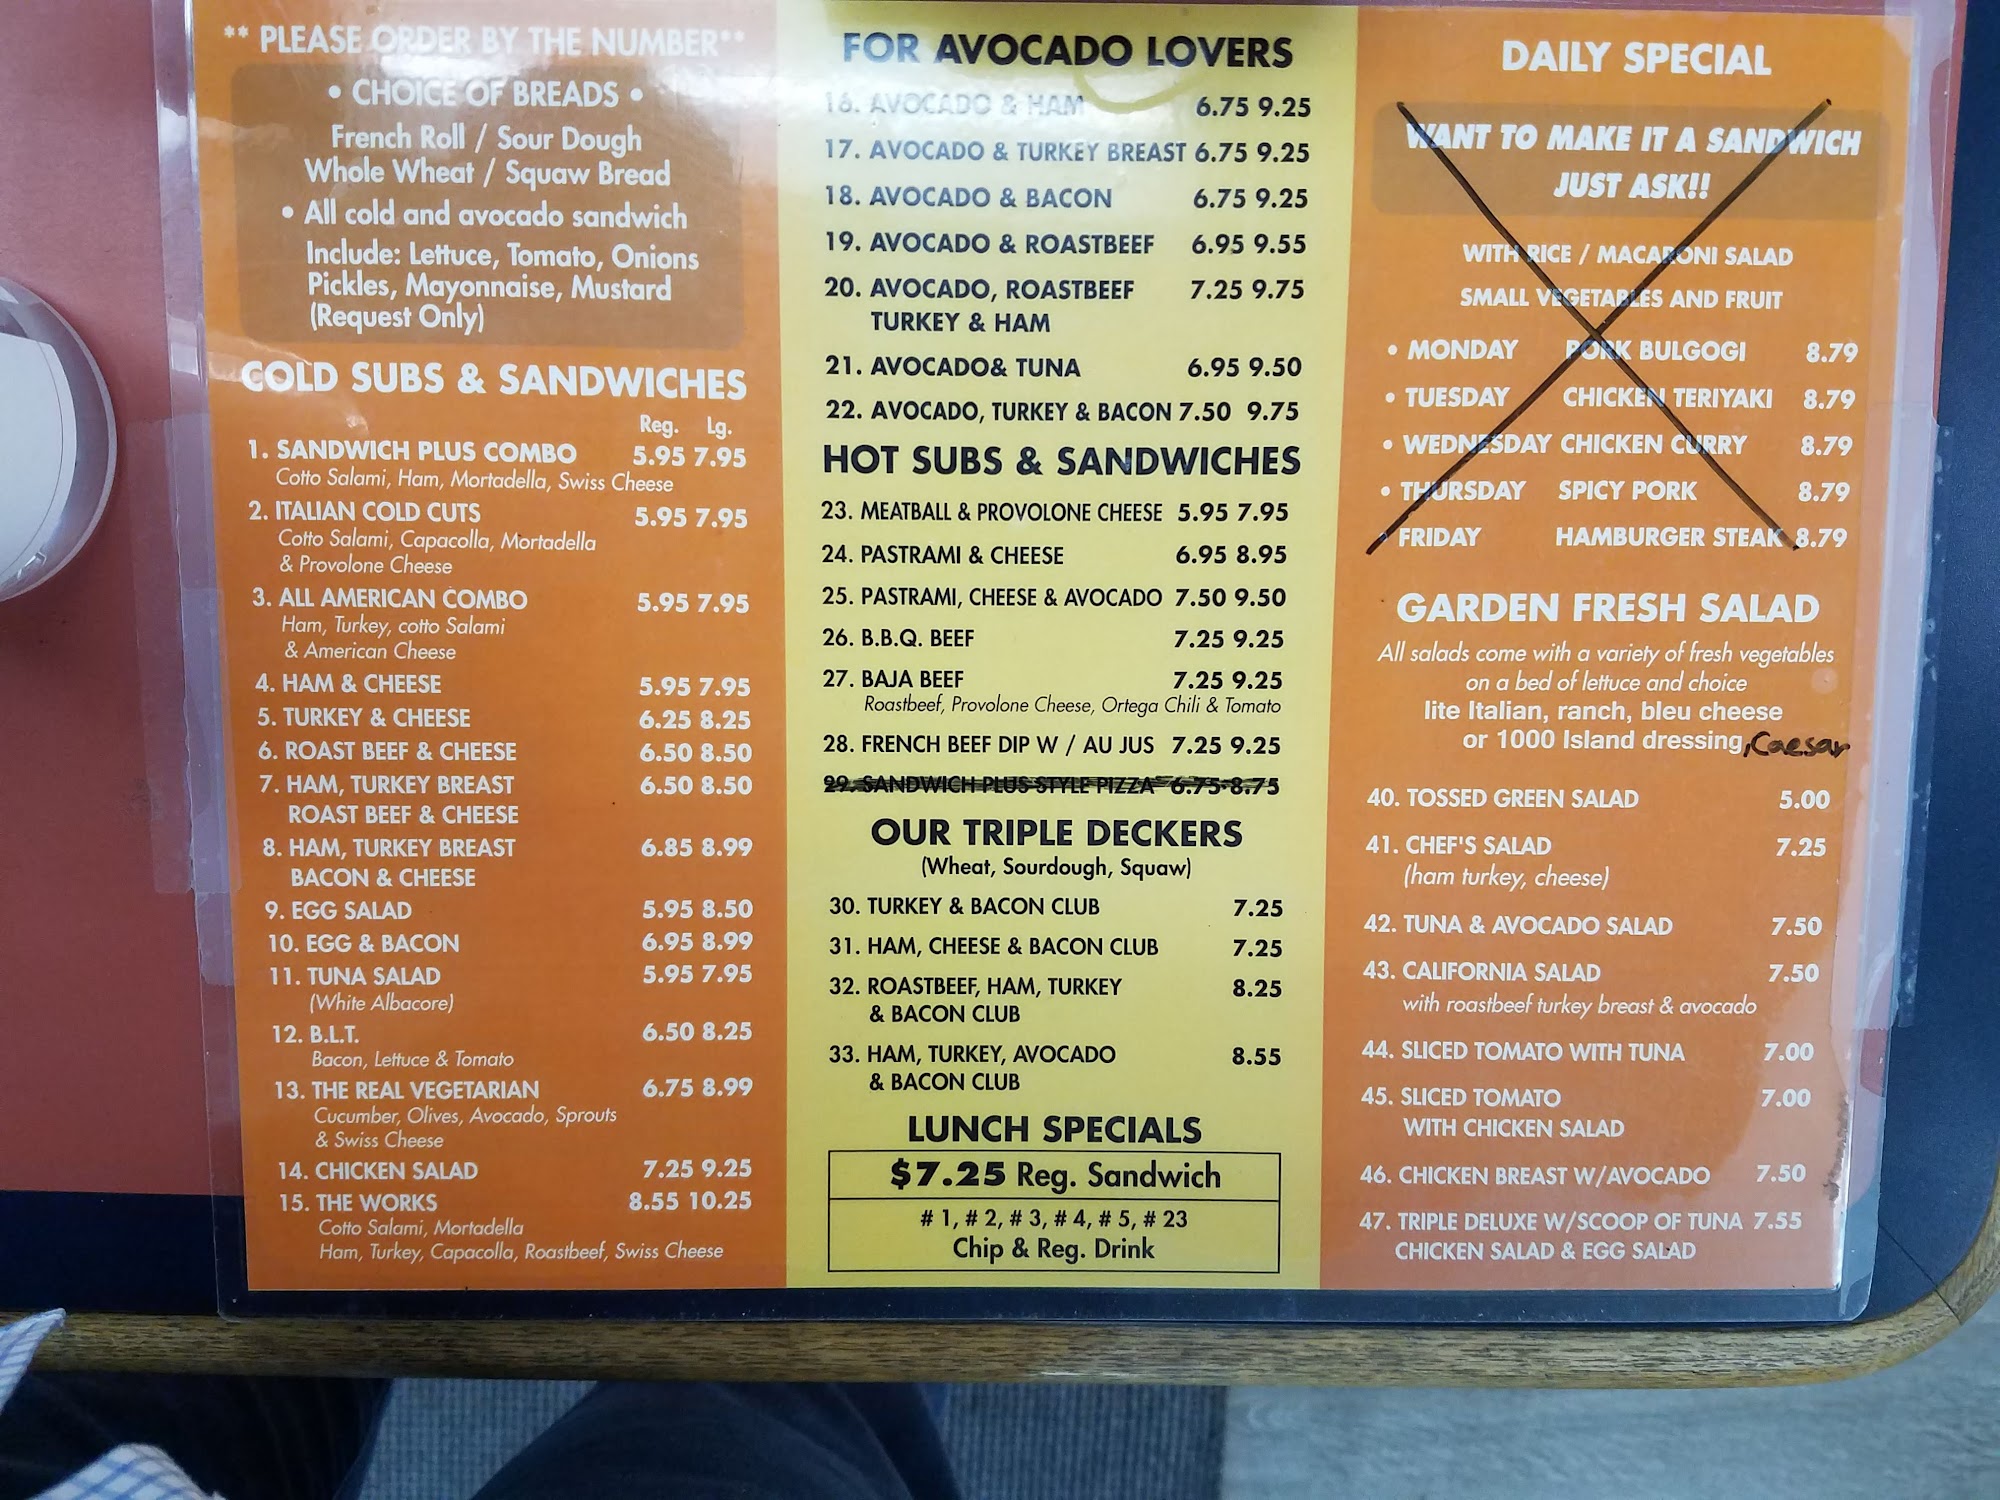 ** PLEASE ORDER BY THE NUMBER**
• CHOICE OF BREADS •
French Roll / Sour Dough
Whole Wheat / Squaw Bread
• All cold and avocado sandwich
Include: Lettuce, Tomato, Onions
Pickles, Mayonnaise, Mustard
(Request Only)
COLD SUBS & SANDWICHES
Reg. Lg.
1. SANDWICH PLUS COMBO 5.95 7.95
Cotto Salami, Ham, Mortadella, Swiss Cheese
2. ITALIAN COLD CUTS 5.95 7.95
Cotto Salami, Capacolla, Mortadella
& Provolone Cheese
3. ALL AMERICAN COMBO 5.95 7.95
Ham, Turkey, cotto Salami
& American Cheese
4. HAM & CHEESE 5.95 7.95
5. TURKEY & CHEESE 6.25 8.25
6. ROAST BEEF & CHEESE 6.50 8.50
7. HAM, TURKEY BREAST 6.50 8.50
ROAST BEEF & CHEESE
8. HAM, TURKEY BREAST 6.85 8.99
BACON & CHEESE
9. EGG SALAD 5.95 8.50
10. EGG & BACON 6.95 8.99
11. TUNA SALAD 5.95 7.95
(White Albacore)
12. B.L.T. 6.50 8.25
Bacon, Lettuce & Tomato
13. THE REAL VEGETARIAN 6.75 8.99
Cucumber, Olives, Avocado, Sprouts
& Swiss Cheese
14. CHICKEN SALAD 7.25 9.25
15. THE WORKS 8.55 10.25
Cotto Salami, Mortadella
Ham, Turkey, Capacolla, Roastbeef, Swiss Cheese
FOR AVOCADO LOVERS
16. AVOCADO & HAM 6.75 9.25
17. AVOCADO & TURKEY BREAST 6.75 9.25
18. AVOCADO & BACON 6.75 9.25
19. AVOCADO & ROASTBEEF 6.95 9.55
20. AVOCADO, ROASTBEEF 7.25 9.75
TURKEY & HAM
21. AVOCADO& TUNA 6.95 9.50
22. AVOCADO, TURKEY & BACON 7.50 9.75
HOT SUBS & SANDWICHES
23. MEATBALL & PROVOLONE CHEESE 5.95 7.95
24. PASTRAMI & CHEESE 6.95 8.95
25. PASTRAMI, CHEESE & AVOCADO 7.50 9.50
26. B.B.Q. BEEF 7.25 9.25
27. BAJA BEEF 7.25 9.25
Roastbeef, Provolone Cheese, Ortega Chili & Tomato
28. FRENCH BEEF DIP W / AU JUS 7.25 9.25
29. SANDWICH PLUS STYLE PIZZA 6.75 8.75
OUR TRIPLE DECKERS
(Wheat, Sourdough, Squaw)
30. TURKEY & BACON CLUB 7.25
31. HAM, CHEESE & BACON CLUB 7.25
32. ROASTBEEF, HAM, TURKEY 8.25
& BACON CLUB
33. HAM, TURKEY, AVOCADO 8.55
& BACON CLUB
LUNCH SPECIALS
$7.25 Reg. Sandwich
# 1, # 2, # 3, # 4, # 5, # 23
Chip & Reg. Drink
DAILY SPECIAL
WANT TO MAKE IT A SANDWICH
JUST ASK!!
WITH RICE / MACARONI SALAD
SMALL VEGETABLES AND FRUIT
• MONDAY PORK BULGOGI 8.79
• TUESDAY CHICKEN TERIYAKI 8.79
• WEDNESDAY CHICKEN CURRY 8.79
• THURSDAY SPICY PORK 8.79
• FRIDAY HAMBURGER STEAK 8.79
GARDEN FRESH SALAD
All salads come with a variety of fresh vegetables
on a bed of lettuce and choice
lite Italian, ranch, bleu cheese
or 1000 Island dressing, Caesar
40. TOSSED GREEN SALAD 5.00
41. CHEF'S SALAD 7.25
(ham turkey, cheese)
42. TUNA & AVOCADO SALAD 7.50
43. CALIFORNIA SALAD 7.50
with roastbeef turkey breast & avocado
44. SLICED TOMATO WITH TUNA 7.00
45. SLICED TOMATO 7.00
WITH CHICKEN SALAD
46. CHICKEN BREAST W/AVOCADO 7.50
47. TRIPLE DELUXE W/SCOOP OF TUNA 7.55
CHICKEN SALAD & EGG SALAD